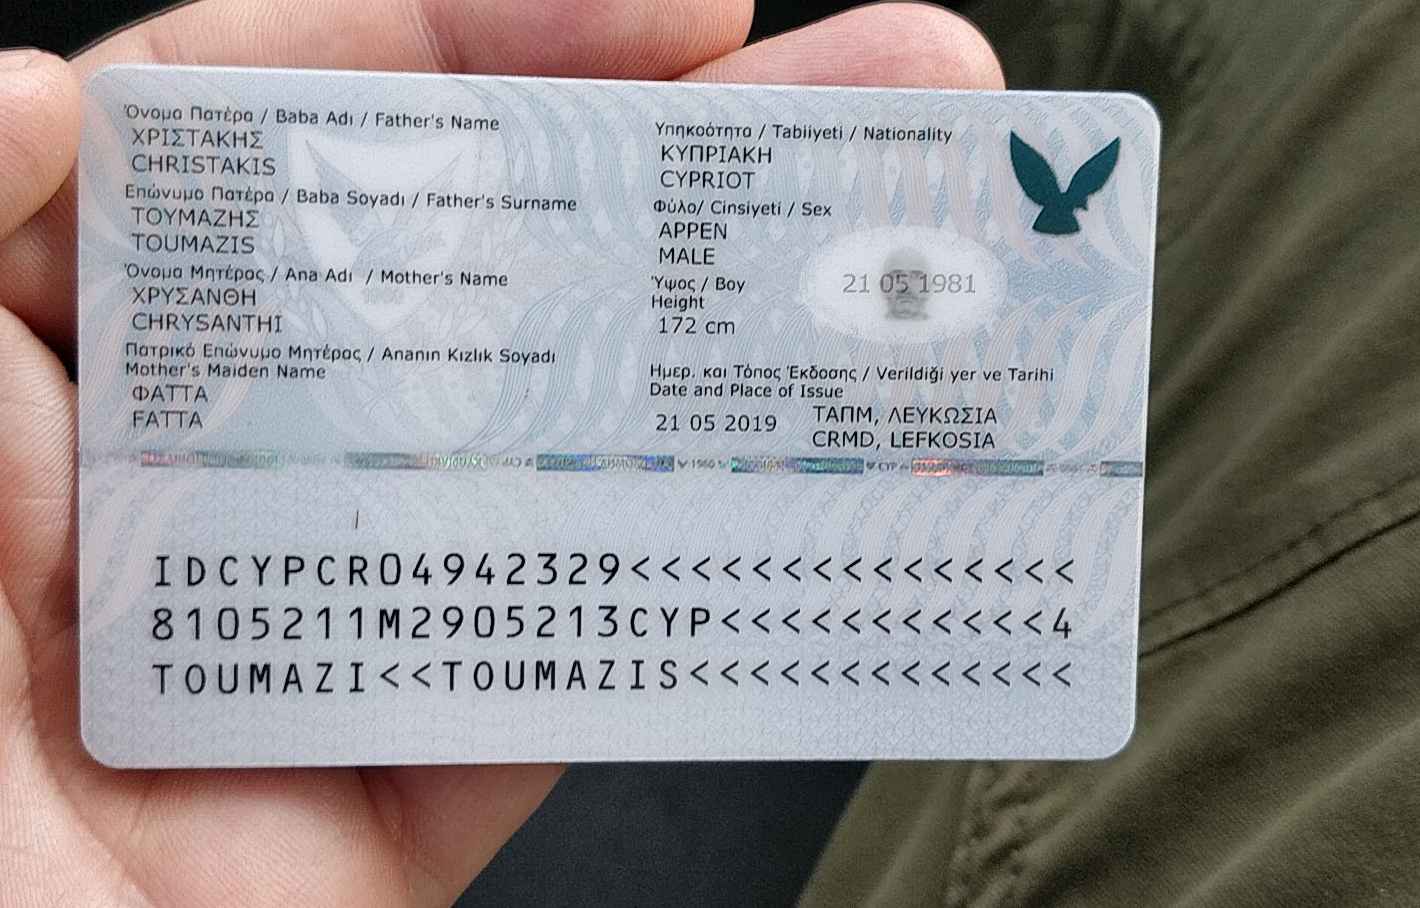 Όνομα Πατέρα / Baba Adı / Father's Name
ΧΡΙΣΤΑΚΗΣ
CHRISTAKIS
Επώνυμο Πατέρα / Baba Soyadı / Father's Surname
ΤΟΥΜΑΖΗΣ
TOUMAZIS
Όνομα Μητέρας / Ana Adı / Mother's Name
ΧΡΥΣΑΝΘΗ
CHRYSANTHI
Πατρικό Επώνυμο Μητέρας / Ananın Kızlık Soyadı
Mother's Maiden Name
ΦΑΤΤΑ
FATTA
Υπηκοότητα / Tabiiyeti / Nationality
ΚΥΠΡΙΑΚΗ
CYPRIOT
Φύλο/ Cinsiyeti / Sex
ΑΡΡΕΝ
MALE
Ύψος / Boy
Height
172 cm
21 05 1981
Ημερ. και Τόπος Έκδοσης / Verildiği yer ve Tarihi
Date and Place of Issue
21 05 2019
ΤΑΠΜ, ΛΕΥΚΩΣΙΑ
CRMD, LEFKOSIA
IDCYPCR04942329<<<<<<<<<<<<<<<
8105211M2905213CYP<<<<<<<<<<<4
TOUMAZI<<TOUMAZIS<<<<<<<<<<<<<